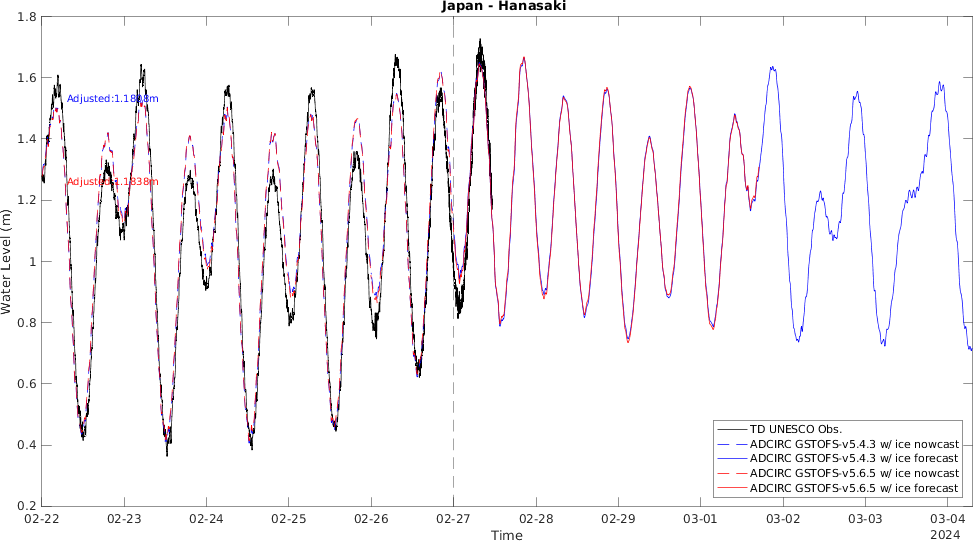 Japan - Hanasaki
Water Level (m)
1.8
1.6
1.4
1.2
1
0.8
0.6
0.4
0.2
Adjusted:1.1838m
TD UNESCO Obs.
ADCIRC GSTOFS-v5.4.3 w/ ice nowcast
ADCIRC GSTOFS-v5.4.3 w/ ice forecast
ADCIRC GSTOFS-v5.6.5 w/ ice nowcast
ADCIRC GSTOFS-v5.6.5 w/ ice forecast
02-22 02-23 02-24 02-25 02-26 02-27 02-28 02-29 03-01 03-02 03-03 03-04
2024
Time